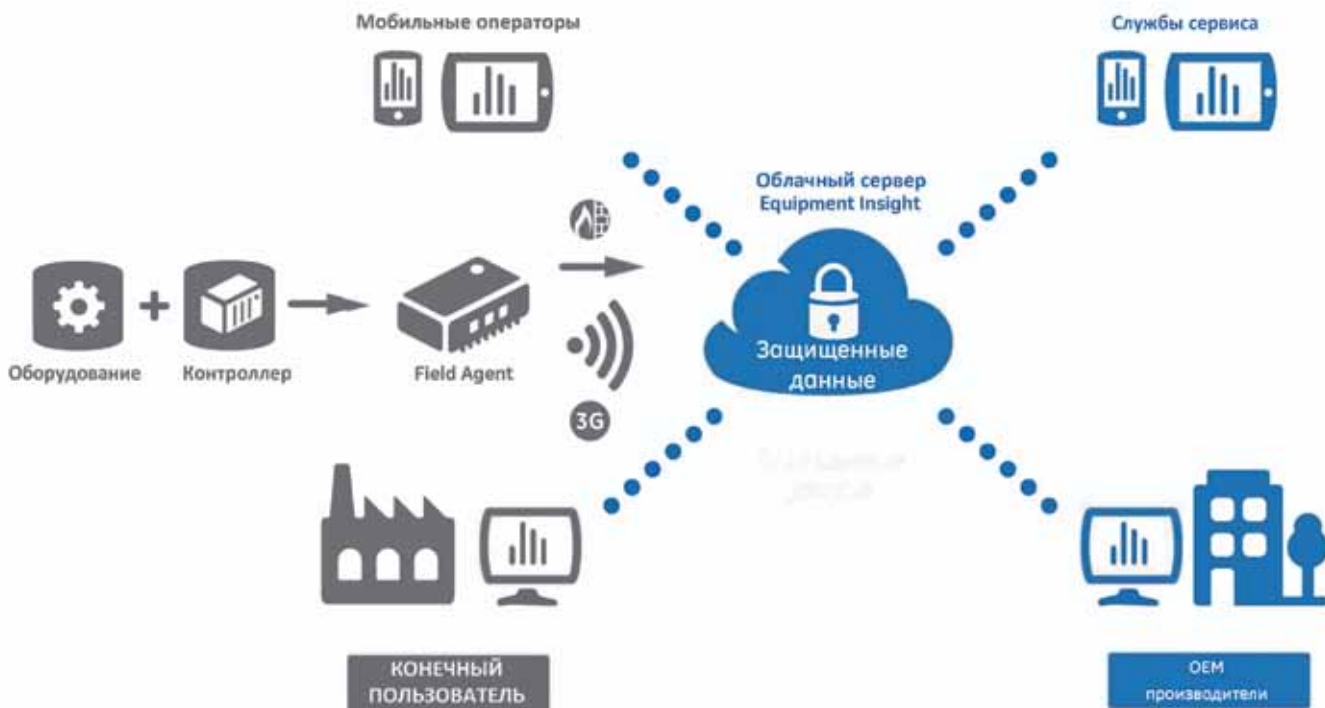 Мобильные операторы
Службы сервиса
Облачный сервер
Equipment Insight
Защищенные
данные
Оборудование
Контроллер
Field Agent
3G
КОНЕЧНЫЙ
ПОЛЬЗОВАТЕЛЬ
OEM
производители